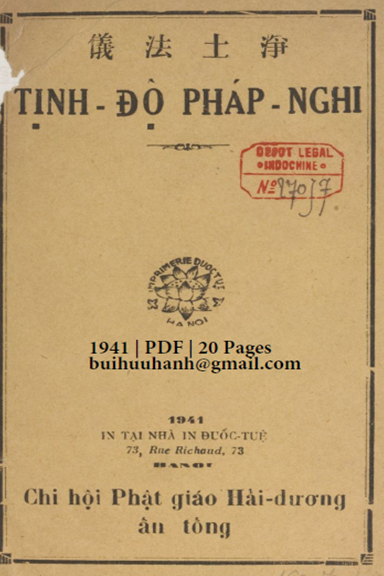 儀法土淨
TỊNH - ĐỘ PHÁP - NGHI
DEPOT LEGAL
• INDOCHINE •
Nº
IMPRIMERIE DUOCTUE
HANOI
1941 | PDF | 20 Pages
buihuuhanh@gmail.com
1941
IN TẠI NHÀ IN ĐUỐC-TUỆ
73, Rue Richaud, 73
HANOI
Chi hội Phật giáo Hải-dương
ấn tống